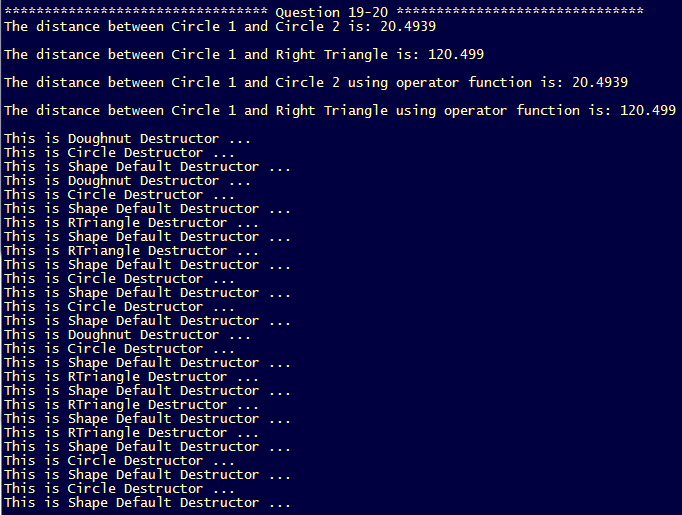 ********************************* Question 19-20 *******************************
The distance between Circle 1 and Circle 2 is: 20.4939
The distance between Circle 1 and Right Triangle is: 120.499
The distance between Circle 1 and Circle 2 using operator function is: 20.4939
The distance between Circle 1 and Right Triangle using operator function is: 120.499
This is Doughnut Destructor ...
This is Circle Destructor ...
This is Shape Default Destructor ...
This is Doughnut Destructor ...
This is Circle Destructor ...
This is Shape Default Destructor ...
This is RTriangle Destructor ...
This is Shape Default Destructor ...
This is RTriangle Destructor ...
This is Shape Default Destructor ...
This is Circle Destructor ...
This is Shape Default Destructor ...
This is Circle Destructor ...
This is Shape Default Destructor ...
This is Doughnut Destructor ...
This is Circle Destructor ...
This is Shape Default Destructor ...
This is RTriangle Destructor ...
This is Shape Default Destructor ...
This is RTriangle Destructor ...
This is Shape Default Destructor ...
This is RTriangle Destructor ...
This is Shape Default Destructor ...
This is Circle Destructor ...
This is Shape Default Destructor ...
This is Circle Destructor ...
This is Shape Default Destructor ...